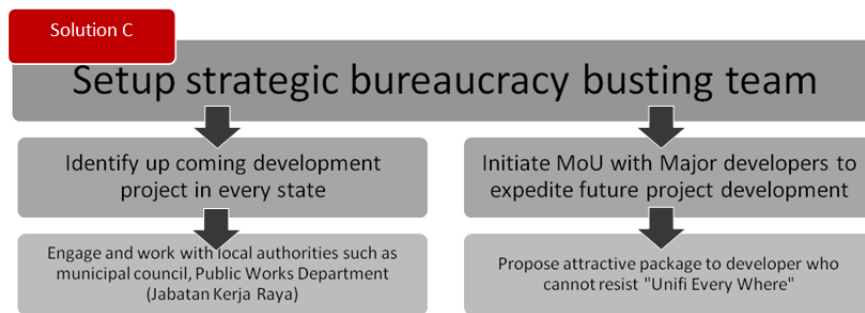 Solution C
Setup strategic bureaucracy busting team
Identify up coming development
project in every state
Initiate MoU with Major developers to
expedite future project development
Engage and work with local authorities such as
municipal council, Public Works Department
(Jabatan Kerja Raya)
Propose attractive package to developer who
cannot resist "Unifi Every Where"